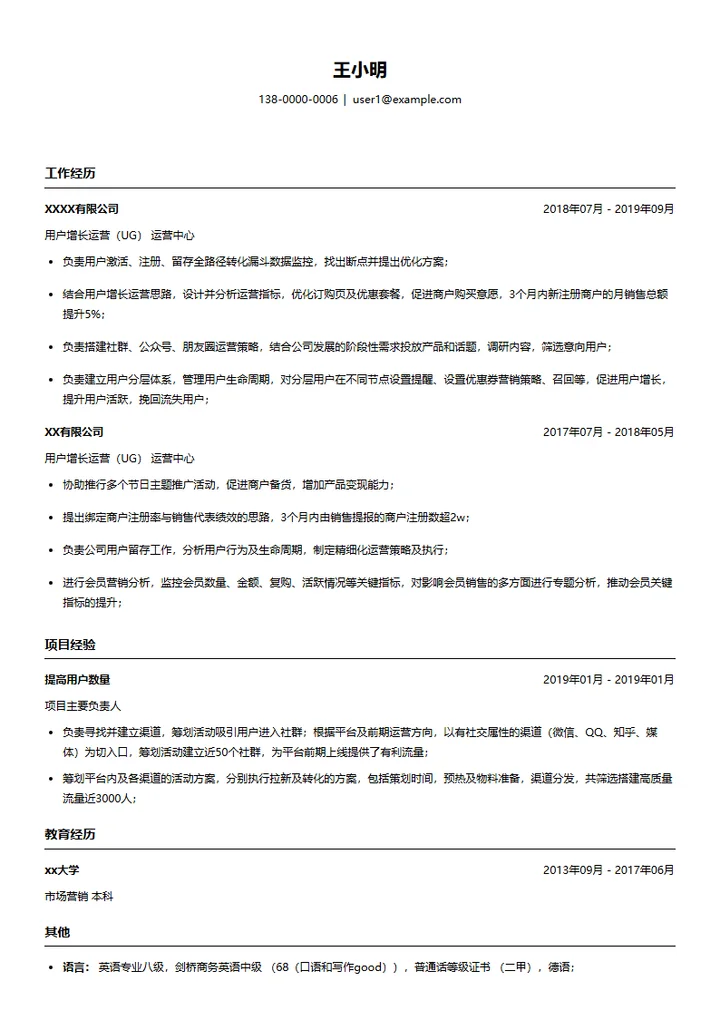 王小明
138-0000-0006 | user1@example.com
工作经历
XXXX有限公司 2018年07月 - 2019年09月
用户增长运营（UG） 运营中心
• 负责用户激活、注册、留存全路径转化漏斗数据监控，找出断点并提出优化方案；
• 结合用户增长运营思路，设计并分析运营指标，优化订购页及优惠套餐，促进商户购买意愿，3个月内新注册商户的月销售总额
提升5%；
• 负责搭建社群、公众号、朋友圈运营策略，结合公司发展的阶段性需求投放产品和话题，调研内容，筛选意向用户；
• 负责建立用户分层体系，管理用户生命周期，对分层用户在不同节点设置提醒、设置优惠券营销策略、召回等，促进用户增长，
提升用户活跃，挽回流失用户；
XX有限公司 2017年07月 - 2018年05月
用户增长运营（UG） 运营中心
• 协助推行多个节日主题推广活动，促进商户备货，增加产品变现能力；
• 提出绑定商户注册率与销售代表绩效的思路，3个月内由销售提报的商户注册数超2w；
• 负责公司用户留存工作，分析用户行为及生命周期，制定精细化运营策略及执行；
• 进行会员营销分析，监控会员数量、金额、复购、活跃情况等关键指标，对影响会员销售的多方面进行专题分析，推动会员关键
指标的提升；
项目经验
提高用户数量 2019年01月 - 2019年01月
项目主要负责人
• 负责寻找并建立渠道，筹划活动吸引用户进入社群；根据平台及前期运营方向，以有社交属性的渠道（微信、QQ、知乎、媒
体）为切入口，筹划活动建立近50个社群，为平台前期上线提供了有利流量；
• 筹划平台内及各渠道的活动方案，分别执行拉新及转化的方案，包括策划时间，预热及物料准备，渠道分发，共筛选搭建高质量
流量近3000人；
教育经历
xx大学 2013年09月 - 2017年06月
市场营销 本科
其他
• 语言： 英语专业八级，剑桥商务英语中级 （68（口语和写作good）），普通话等级证书 （二甲），德语；